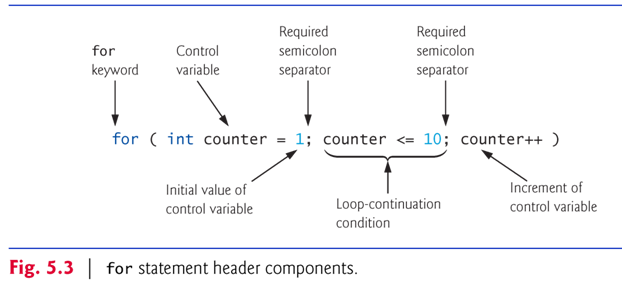 for
keyword
Control
variable
Required
semicolon
separator
Required
semicolon
separator
for ( int counter = 1; counter <= 10; counter++ )
Initial value of
control variable
Loop-continuation
condition
Increment of
control variable
Fig. 5.3 | for statement header components.